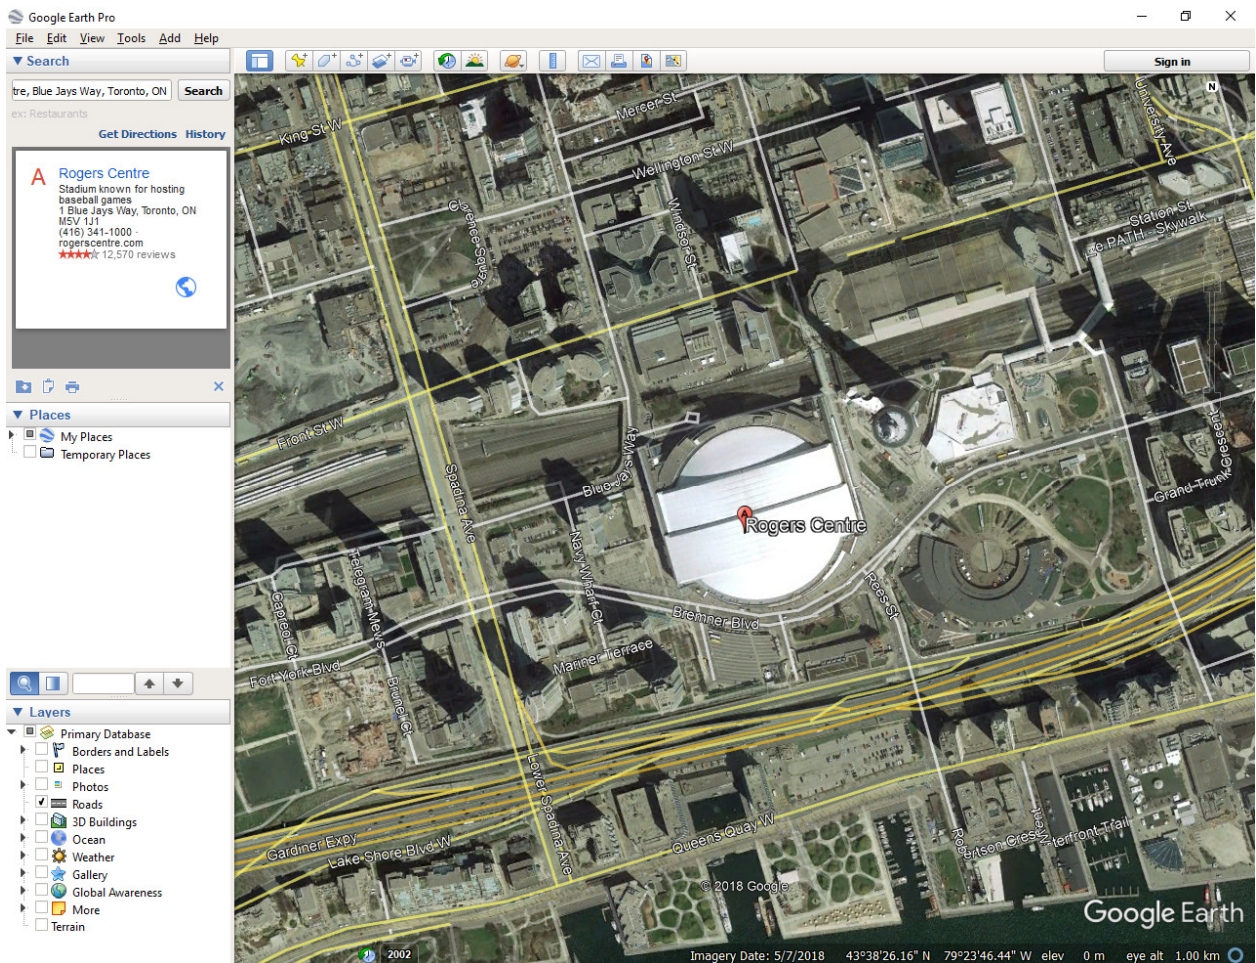 Google Earth Pro
File Edit View Tools Add Help
Search
tre, Blue Jays Way, Toronto, ON
Search
ex: Restaurants
Get Directions History
A
Rogers Centre
Stadium known for hosting
baseball games
1 Blue Jays Way, Toronto, ON
M5V 1J1
(416) 341-1000 ·
rogerscentre.com
12,570 reviews
Places
My Places
Temporary Places
Layers
Primary Database
Borders and Labels
Places
Photos
Roads
3D Buildings
Ocean
Weather
Gallery
Global Awareness
More
Terrain
Sign in
N
King St W
Mercer St
University Ave
Wellington St W
Clarence Square
Windsor St
Station St
PATH - Skywalk
Front St W
Blue Jays Way
Spadina Ave
Navy Wharf Ct
A
Rogers Centre
Grand Trunk Crescent
Telegram Mews
Capreol Ct
Rees St
Bremner Blvd
Mariner Terrace
Fort York Blvd
Brunel Ct
Lower Spadina Ave
Gardiner Expy
Lake Shore Blvd W
Queens Quay W
© 2018 Google
Google Earth
2002
Imagery Date: 5/7/2018 43°38'26.16" N 79°23'46.44" W elev 0 m eye alt 1.00 km